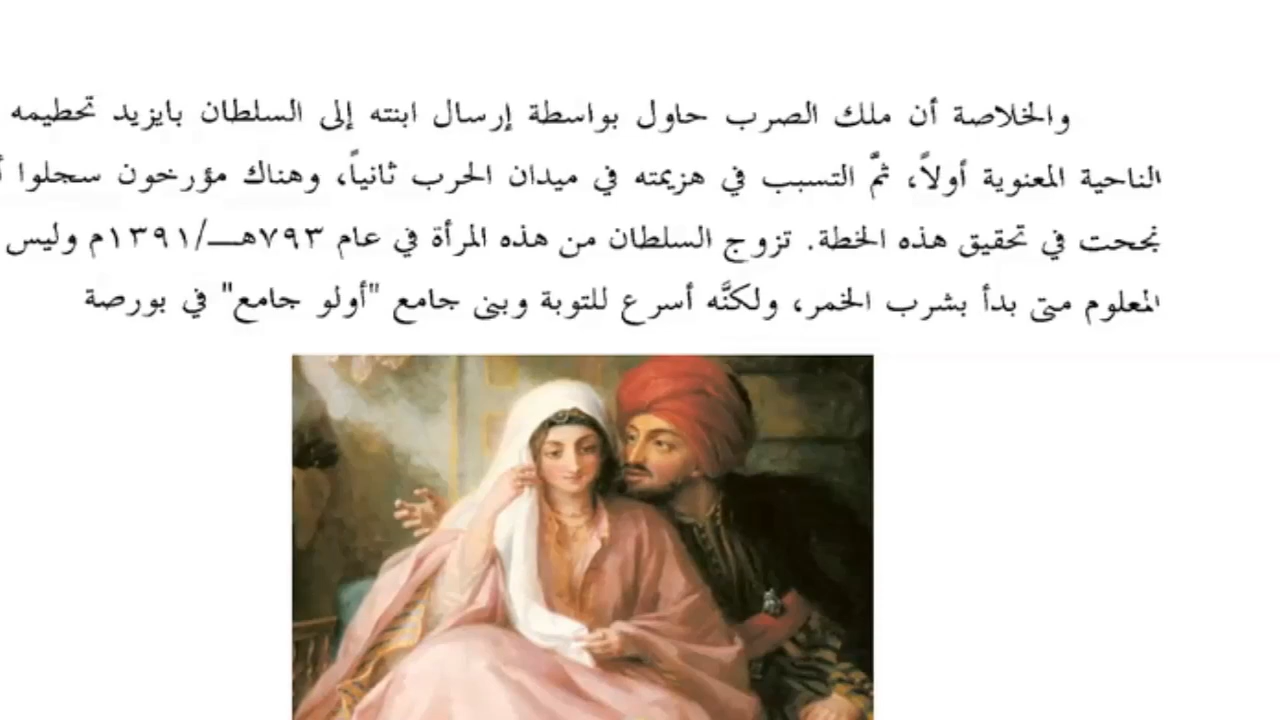 والخلاصة أن ملك الصرب حاول بواسطة إرسال ابنته إلى السلطان بايزيد تحطيمه
الناحية المعنوية أولاً، ثمَّ التسبب في هزيمته في ميدان الحرب ثانياً، وهناك مؤرخون سجلوا
نجحت في تحقيق هذه الخطة. تزوج السلطان من هذه المرأة في عام ٧٩٣هـــ/١٣٩١م وليس
المعلوم متى بدأ بشرب الخمر، ولكنَّه أسرع للتوبة وبنى جامع "أولو جامع" في بورصة